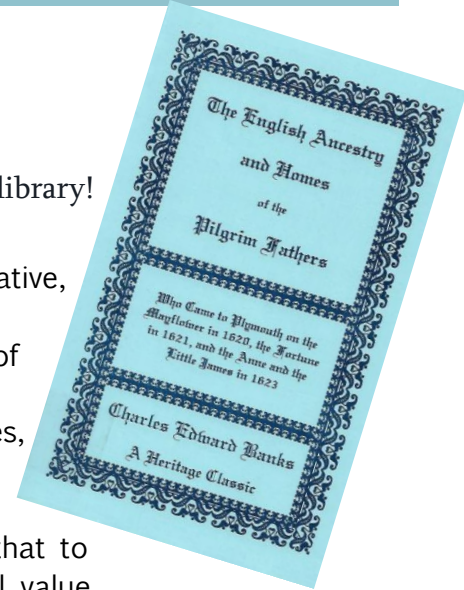 library!
ative,
of
es,
that to
l value
The English Ancestry
and Homes
of the
Pilgrim Fathers
Who Came to Plymouth on the
Mayflower in 1620, the Fortune
in 1621, and the Anne and the
Little James in 1623
Charles Edward Banks
A Heritage Classic